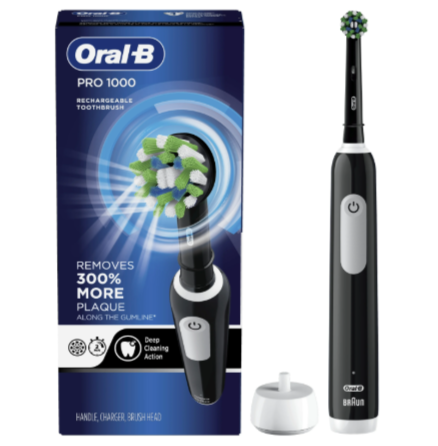 Oral-B
PRO 1000
RECHARGEABLE
TOOTHBRUSH
REMOVES
300%
MORE
PLAQUE
ALONG THE GUMLINE*
2
Deep
Cleaning
Action
HANDLE, CHARGER, BRUSH HEAD
Oral-B
BRAUN